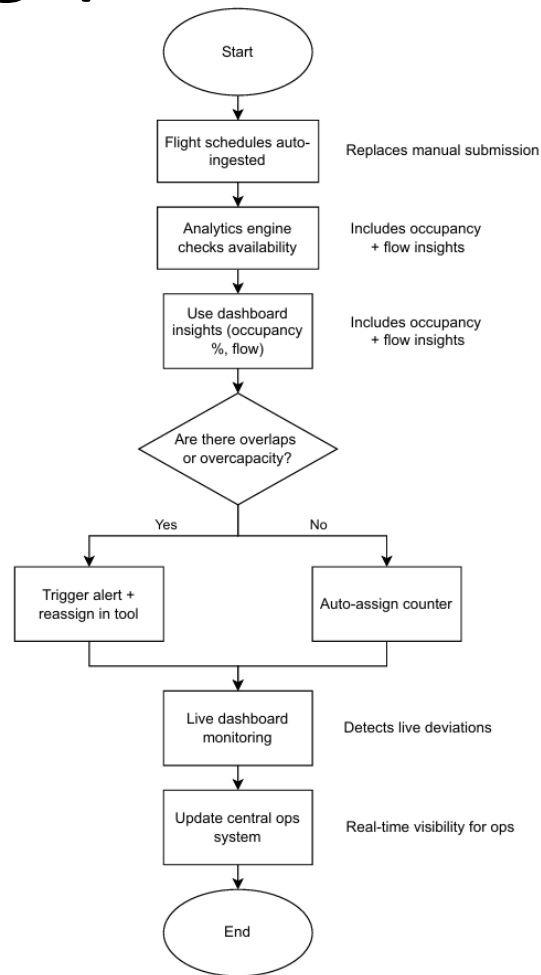 Start
Flight schedules auto-
ingested
Replaces manual submission
Analytics engine
checks availability
Includes occupancy
+ flow insights
Use dashboard
insights (occupancy
%, flow)
Includes occupancy
+ flow insights
Are there overlaps
or overcapacity?
Yes
No
Trigger alert +
reassign in tool
Auto-assign counter
Live dashboard
monitoring
Detects live deviations
Update central ops
system
Real-time visibility for ops
End